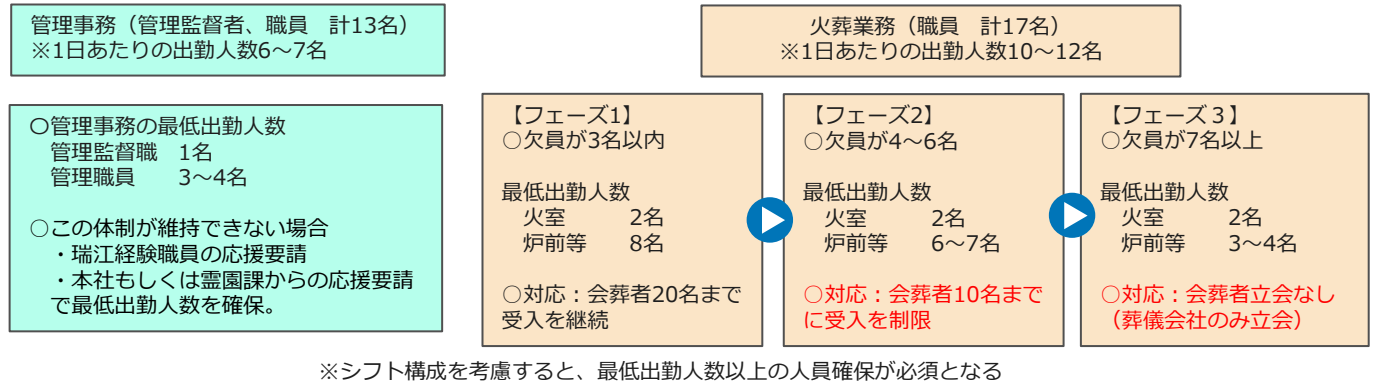 管理事務（管理監督者、職員　計13名）
※1日あたりの出勤人数6～7名
火葬業務（職員　計17名）
※1日あたりの出勤人数10～12名
〇管理事務の最低出勤人数
管理監督職　1名
管理職員　　3～4名
○この体制が維持できない場合
・瑞江経験職員の応援要請
・本社もしくは霊園課からの応援要請
で最低出勤人数を確保。
【フェーズ1】
○欠員が3名以内
最低出勤人数
火室　　　2名
炉前等　　8名
○対応：会葬者20名まで
受入を継続
【フェーズ2】
○欠員が4～6名
最低出勤人数
火室　　　2名
炉前等　　6～7名
○対応：会葬者10名まで
に受入を制限
【フェーズ３】
○欠員が7名以上
最低出勤人数
火室　　　2名
炉前等　　3～4名
○対応：会葬者立会なし
（葬儀会社のみ立会）
※シフト構成を考慮すると、最低出勤人数以上の人員確保が必須となる